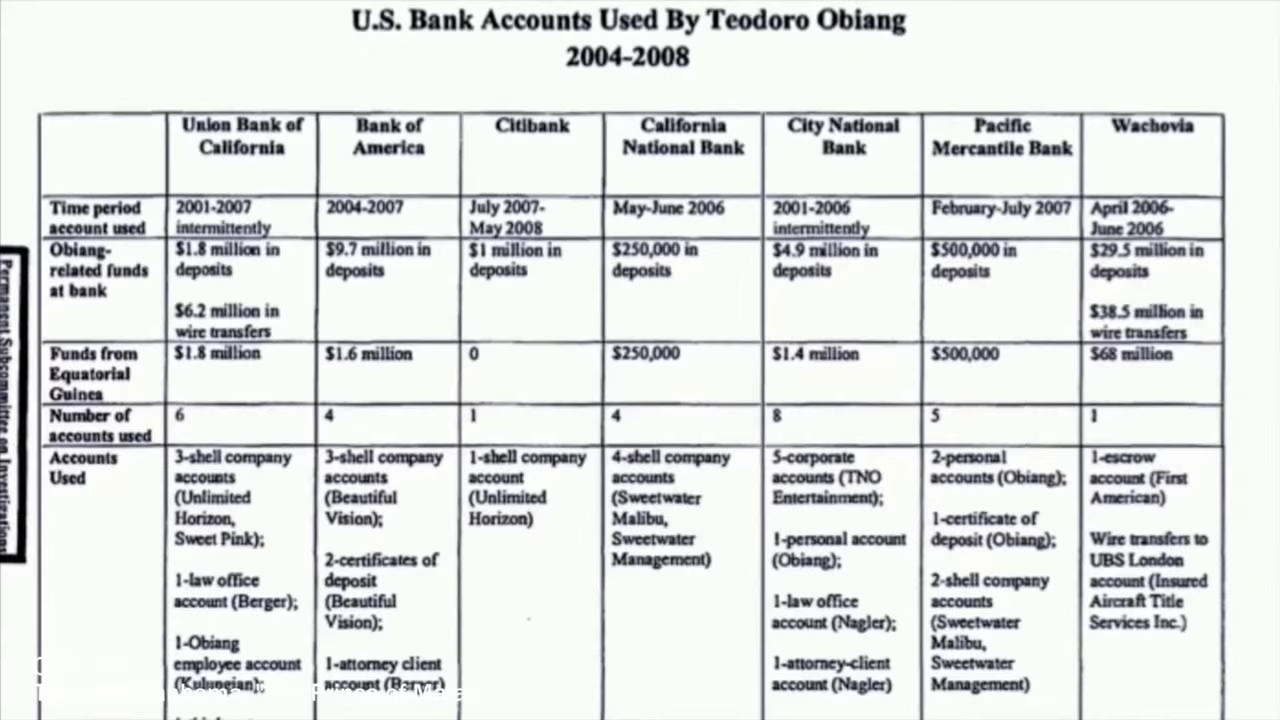 U.S. Bank Accounts Used By Teodoro Obiang
2004-2008
Union Bank of
California
Bank of
America
Citibank
California
National Bank
City National
Bank
Pacific
Mercantile Bank
Wachovia
Time period
account used
2001-2007
intermittently
2004-2007
July 2007-
May 2008
May-June 2006
2001-2006
intermittently
February-July 2007
April 2006-
June 2006
Obiang-
related funds
at bank
$1.8 million in
deposits
$6.2 million in
wire transfers
$9.7 million in
deposits
$1 million in
deposits
$250,000 in
deposits
$4.9 million in
deposits
$500,000 in
deposits
$29.5 million in
deposits
$38.5 million in
wire transfers
Funds from
Equatorial
Guinea
$1.8 million
$1.6 million
0
$250,000
$1.4 million
$500,000
$68 million
Number of
accounts used
6
4
1
4
8
5
1
Accounts
Used
3-shell company
accounts
(Unlimited
Horizon,
Sweet Pink);
1-law office
account (Berger);
1-Obiang
employee account
(Kulungian)
3-shell company
accounts
(Beautiful
Vision);
2-certificates of
deposit
(Beautiful
Vision);
1-attorney client
account (Berger)
1-shell company
account
(Unlimited
Horizon)
4-shell company
accounts
(Sweetwater
Malibu,
Sweetwater
Management)
5-corporate
accounts (TNO
Entertainment);
1-personal account
(Obiang);
1-law office
account (Nagler);
1-attorney-client
account (Nagler)
2-personal
accounts (Obiang);
1-certificate of
deposit (Obiang);
2-shell company
accounts
(Sweetwater
Malibu,
Sweetwater
Management)
1-escrow
account (First
American)
Wire transfers to
UBS London
account (Insured
Aircraft Title
Services Inc.)
Permanent Subcommittee on Investigations